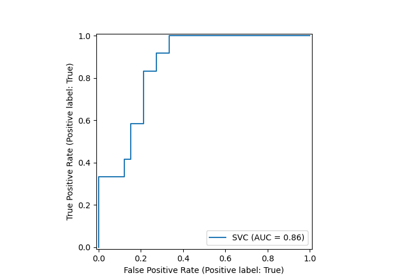 1.0
0.8
0.6
0.4
0.2
0.0
True Positive Rate (Positive label: True)
SVC (AUC = 0.86)
0.0 0.2 0.4 0.6 0.8 1.0
False Positive Rate (Positive label: True)